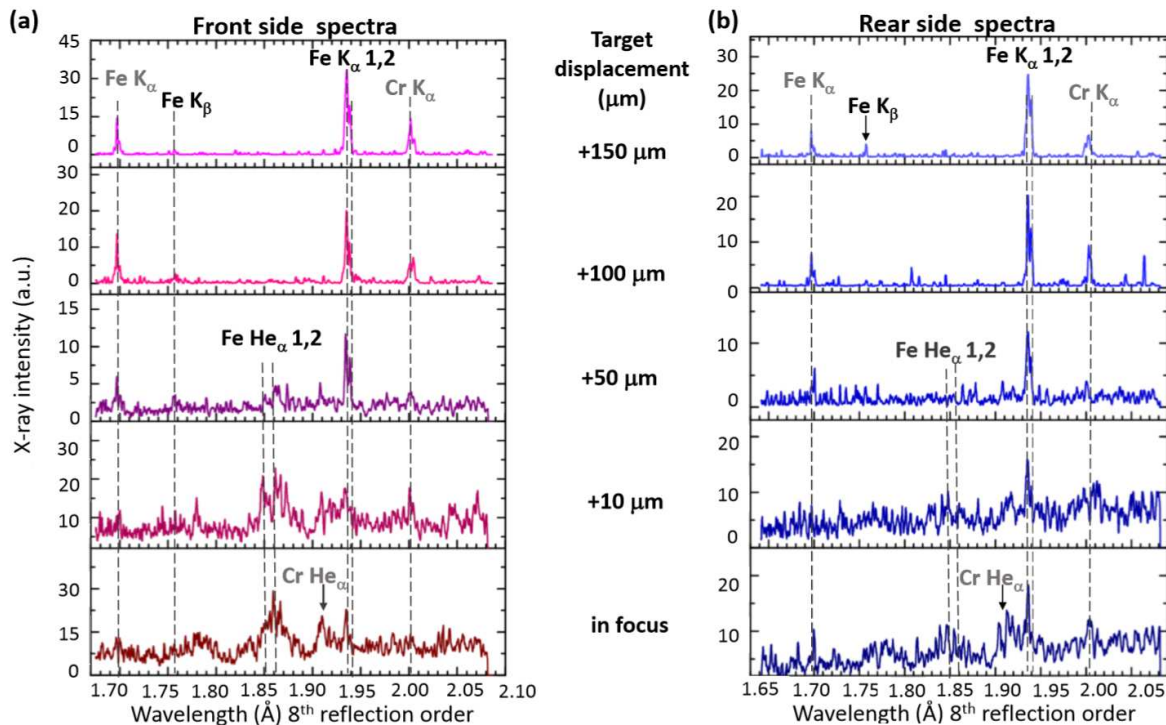 (a)
Front side spectra
Target displacement (μm)
(b)
Rear side spectra
X-ray intensity (a.u.)
45
30
15
0
Fe Kα
Fe Kβ
Fe Kα 1,2
Cr Kα
+150 μm
30
20
10
0
Fe Kα
Fe Kβ
Fe Kα 1,2
Cr Kα
30
20
10
0
+100 μm
20
10
0
15
10
5
0
Fe Heα 1,2
+50 μm
10
0
Fe Heα 1,2
30
20
10
+10 μm
20
10
0
30
15
0
Cr Heα
in focus
20
10
Cr Heα
1.70 1.75 1.80 1.85 1.90 1.95 2.00 2.10
Wavelength (Å) 8th reflection order
1.65 1.70 1.75 1.80 1.85 1.90 1.95 2.00 2.05
Wavelength (Å) 8th reflection order